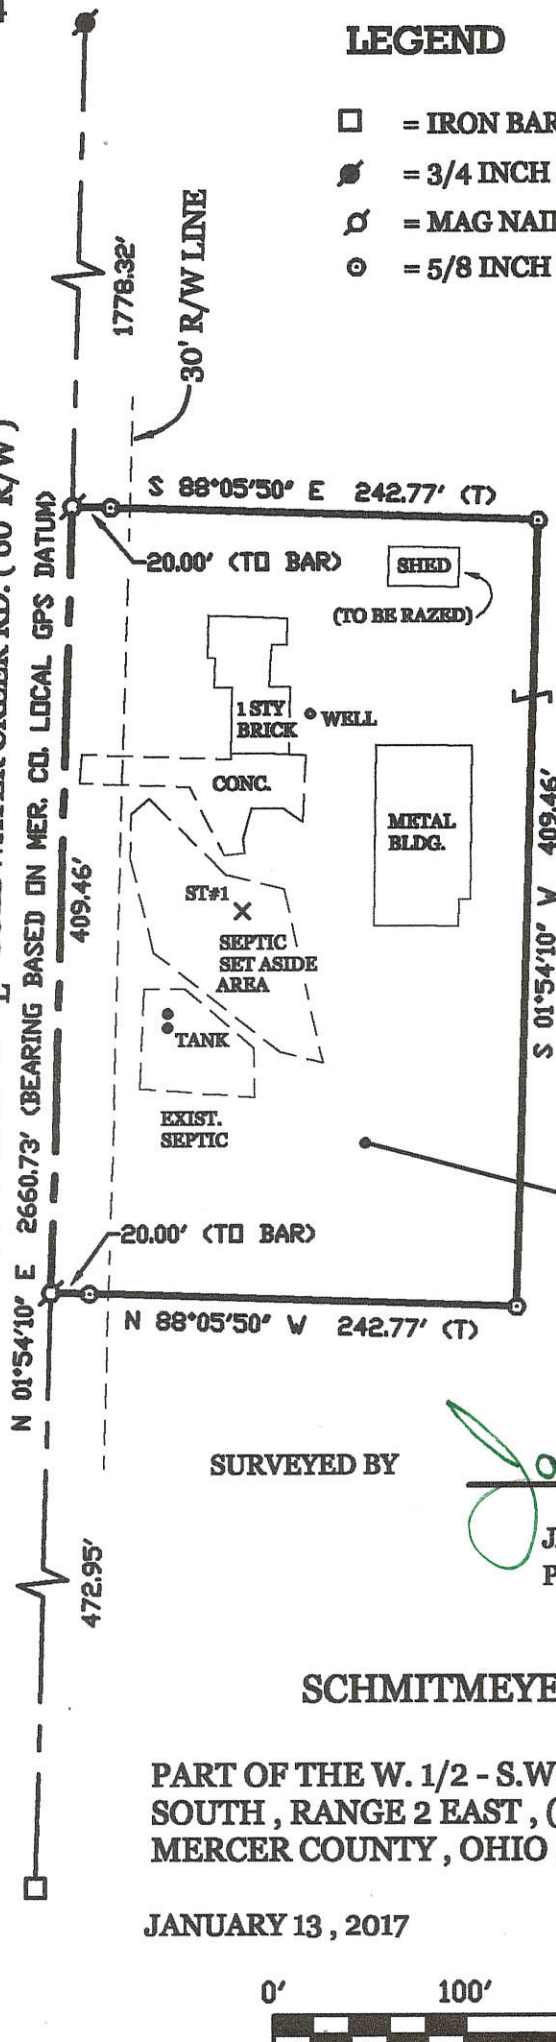 LEGEND
= IRON BAR
= 3/4 INCH
= MAG NAIL
= 5/8 INCH
1778.32'
30' R/W LINE
CREEK RD. ( 60' R/W )
N 01°54'10" E 2660.73' (BEARING BASED ON MER. CO. LOCAL GPS DATUM)
409.46'
S 88°05'50" E 242.77' (T)
20.00' (TO BAR)
SHED
(TO BE RAZED)
1 STY
BRICK
WELL
CONC.
METAL
BLDG.
S 01°54'10" W 409.46'
ST#1
SEPTIC
SET ASIDE
AREA
TANK
EXIST.
SEPTIC
20.00' (TO BAR)
N 88°05'50" W 242.77' (T)
472.95'
SURVEYED BY
SCHMITMEYE
PART OF THE W. 1/2 - S.W
SOUTH , RANGE 2 EAST , (
MERCER COUNTY , OHIO
JANUARY 13 , 2017
0' 100'